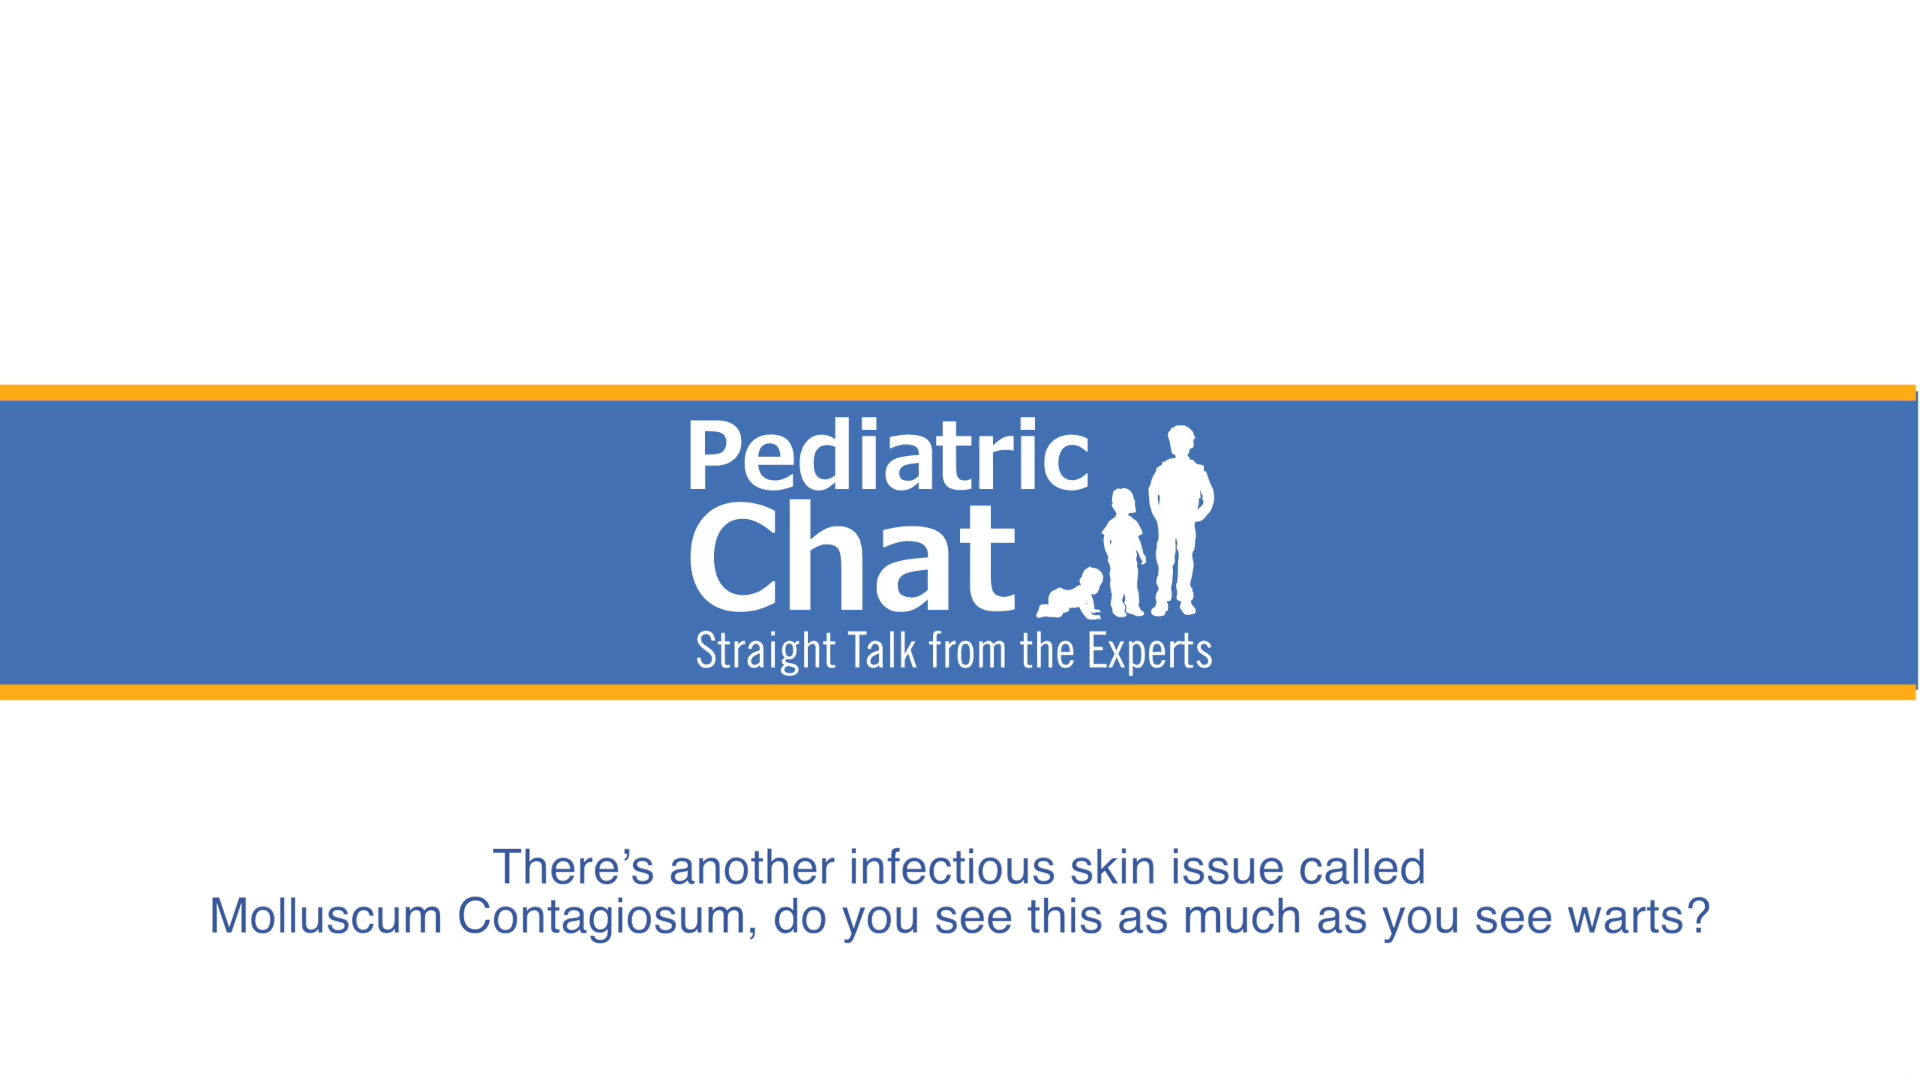 Pediatric
Chat
Straight Talk from the Experts
There’s another infectious skin issue called
Molluscum Contagiosum, do you see this as much as you see warts?